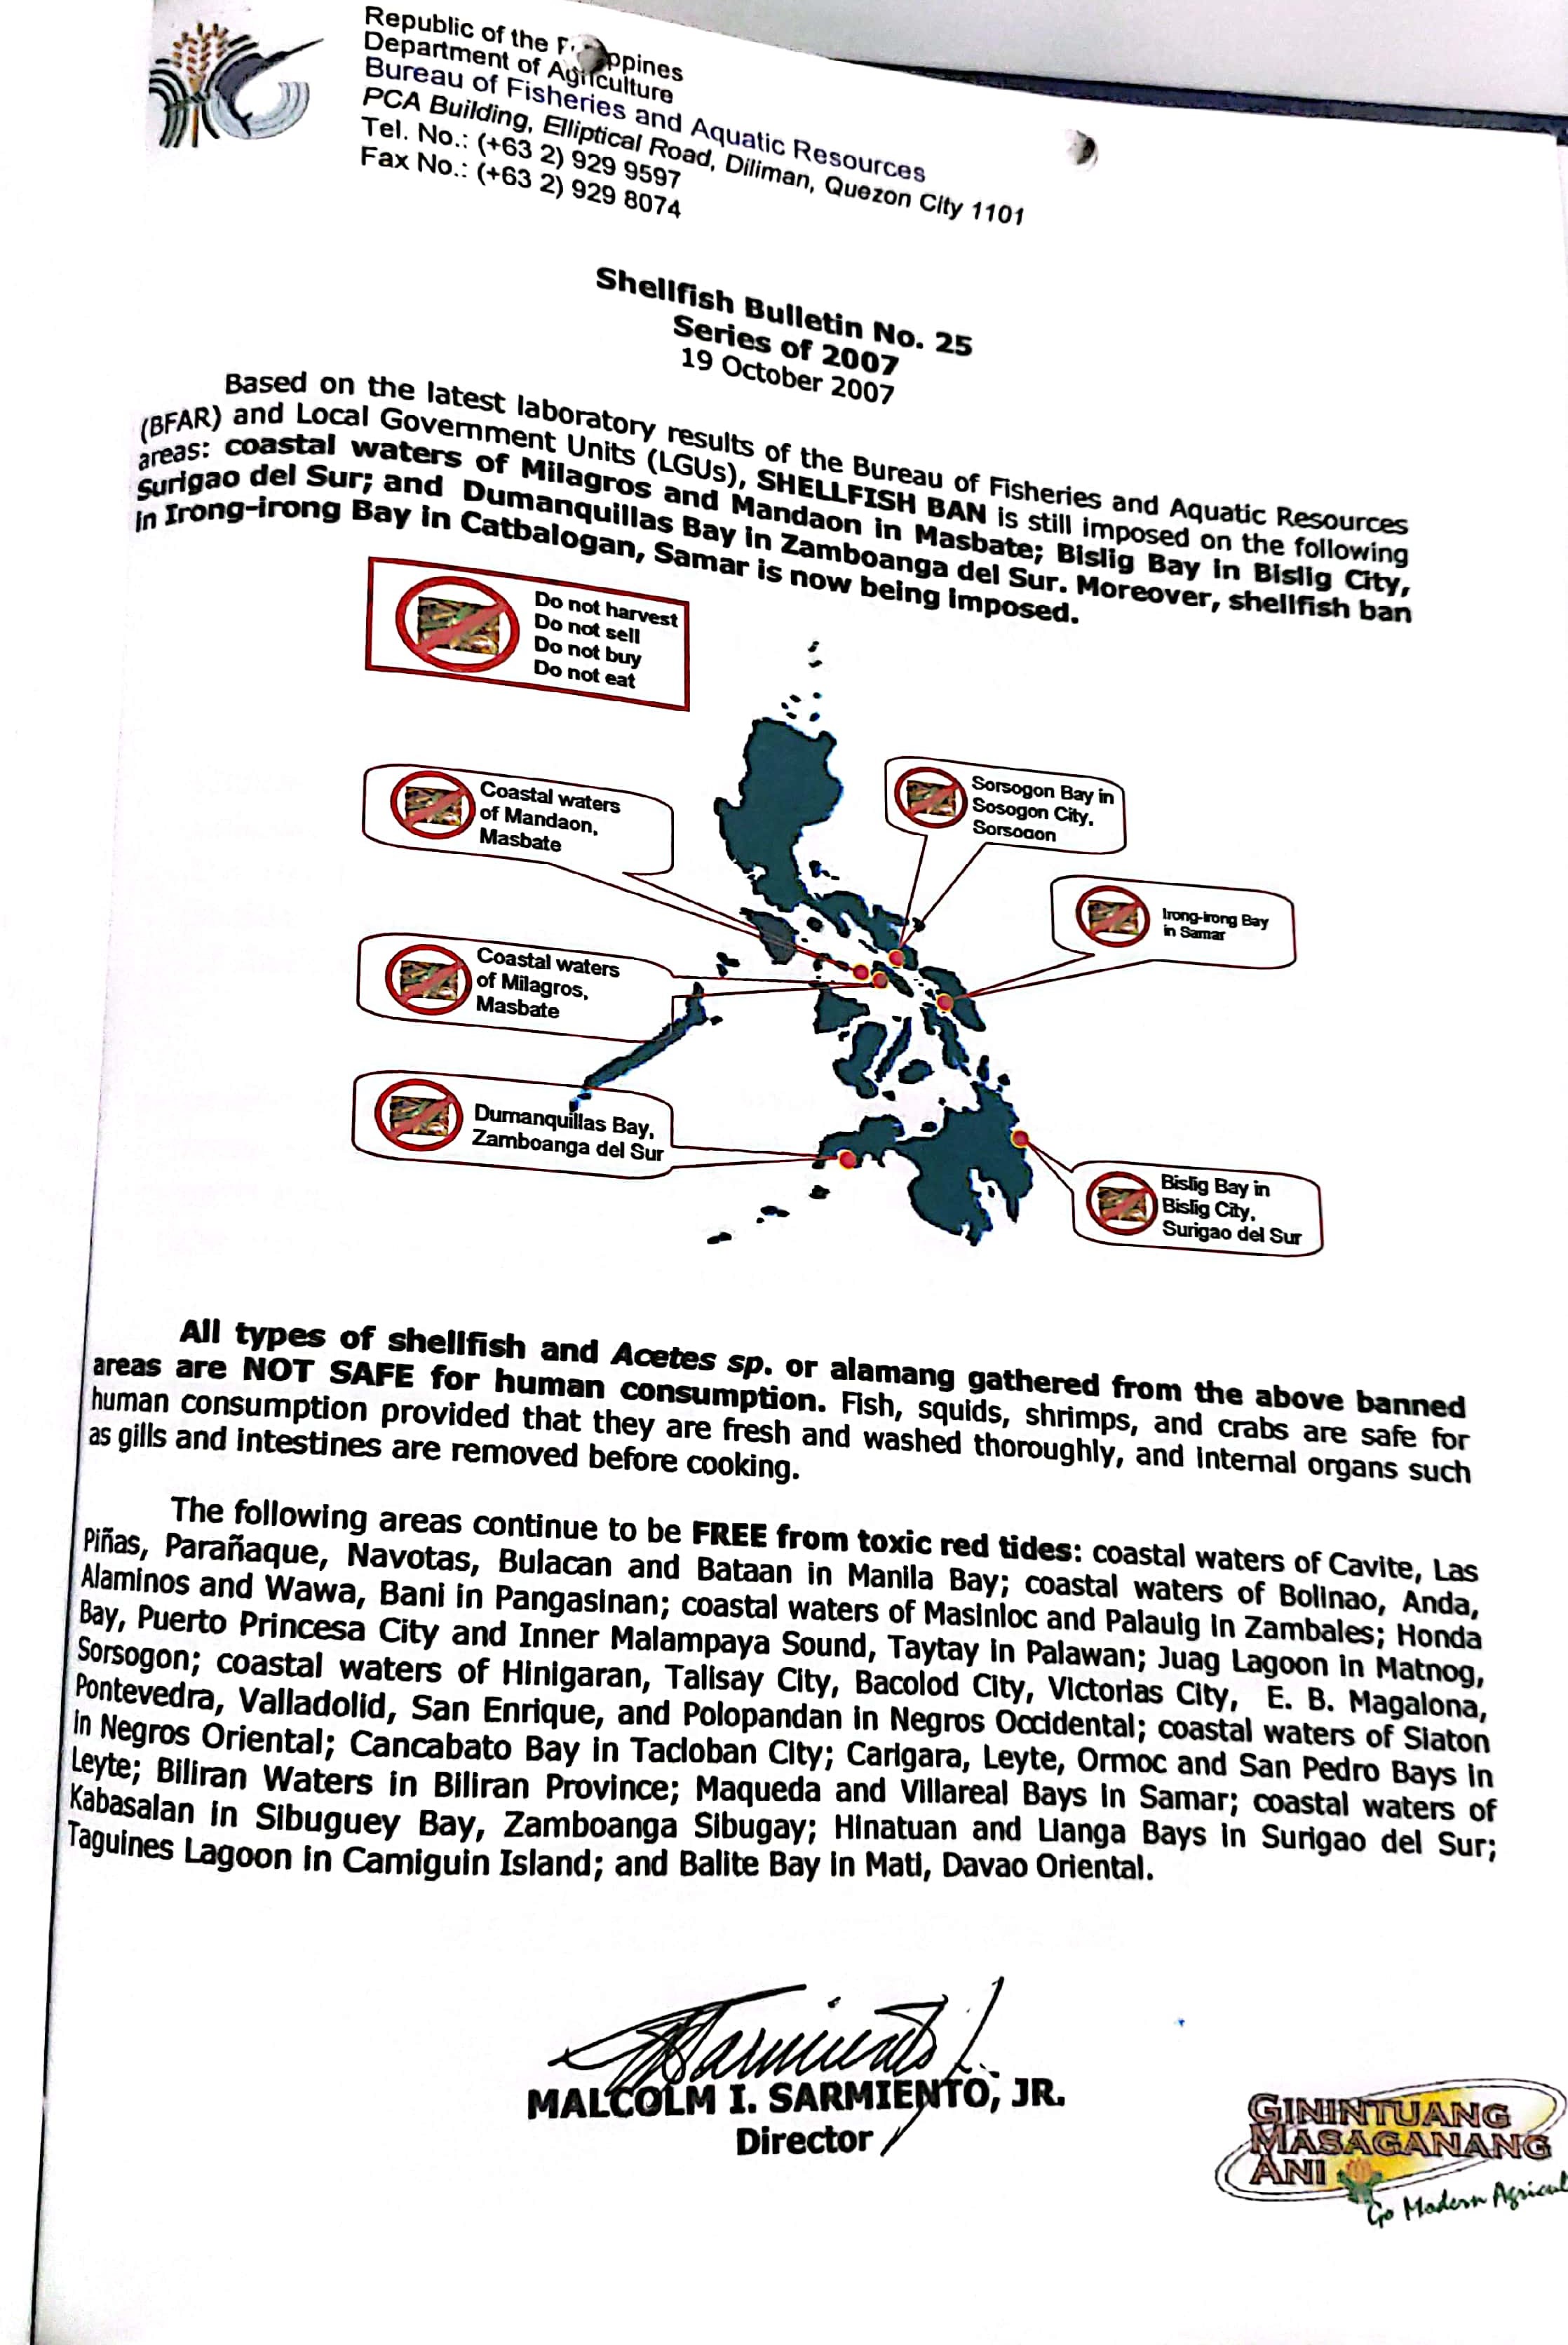 Republic of the Philippines
Department of Agriculture
Bureau of Fisheries and Aquatic Resources
PCA Building, Elliptical Road, Diliman, Quezon City 1101
Tel. No.: (+63 2) 929 9597
Fax No.: (+63 2) 929 8074
Shellfish Bulletin No. 25
Series of 2007
19 October 2007
Based on the latest laboratory results of the Bureau of Fisheries and Aquatic Resources
(BFAR) and Local Government Units (LGUs), SHELLFISH BAN is still imposed on the following
areas: coastal waters of Milagros and Mandaon in Masbate; Bislig Bay in Bislig City,
Surigao del Sur; and Dumanquillas Bay in Zamboanga del Sur. Moreover, shellfish ban
in Irong-irong Bay in Catbalogan, Samar is now being imposed.
Do not harvest
Do not sell
Do not buy
Do not eat
Coastal waters
of Mandaon,
Masbate
Sorsogon Bay in
Sosogon City,
Sorsogon
Irong-irong Bay
in Samar
Coastal waters
of Milagros,
Masbate
Dumanquillas Bay,
Zamboanga del Sur
Bislig Bay in
Bislig City,
Surigao del Sur
All types of shellfish and Acetes sp. or alamang gathered from the above banned
areas are NOT SAFE for human consumption. Fish, squids, shrimps, and crabs are safe for
human consumption provided that they are fresh and washed thoroughly, and internal organs such
as gills and intestines are removed before cooking.
The following areas continue to be FREE from toxic red tides: coastal waters of Cavite, Las
Piñas, Parañaque, Navotas, Bulacan and Bataan in Manila Bay; coastal waters of Bolinao, Anda,
Alaminos and Wawa, Bani in Pangasinan; coastal waters of Masinloc and Palauig in Zambales; Honda
Bay, Puerto Princesa City and Inner Malampaya Sound, Taytay in Palawan; Juag Lagoon in Matnog,
Sorsogon; coastal waters of Hinigaran, Talisay City, Bacolod City, Victorias City, E. B. Magalona,
Pontevedra, Valladolid, San Enrique, and Polopandan in Negros Occidental; coastal waters of Siaton
in Negros Oriental; Cancabato Bay in Tacloban City; Carigara, Leyte, Ormoc and San Pedro Bays in
Leyte; Biliran Waters in Biliran Province; Maqueda and Villareal Bays in Samar; coastal waters of
Kabasalan in Sibuguey Bay, Zamboanga Sibugay; Hinatuan and Lianga Bays in Surigao del Sur;
Taguines Lagoon in Camiguin Island; and Balite Bay in Mati, Davao Oriental.
MALCOLM I. SARMIENTO, JR.
Director
GININTUANG
MASAGANANG
ANI
Go Modern Agricul